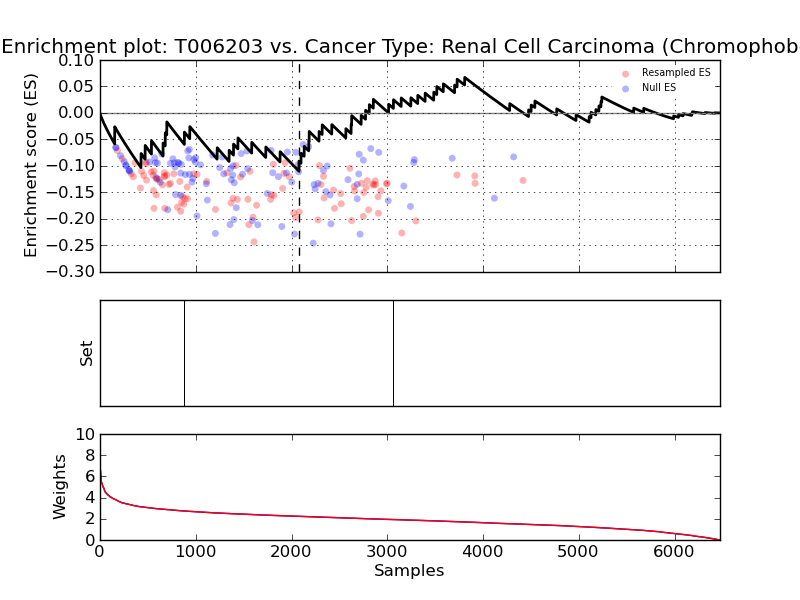 Enrichment plot: T006203 vs. Cancer Type: Renal Cell Carcinoma (Chromophob
0.10
0.05
0.00
−0.05
−0.10
−0.15
−0.20
−0.25
−0.30
Enrichment score (ES)
Resampled ES
Null ES
Set
10
8
6
4
2
0
Weights
0 1000 2000 3000 4000 5000 6000
Samples